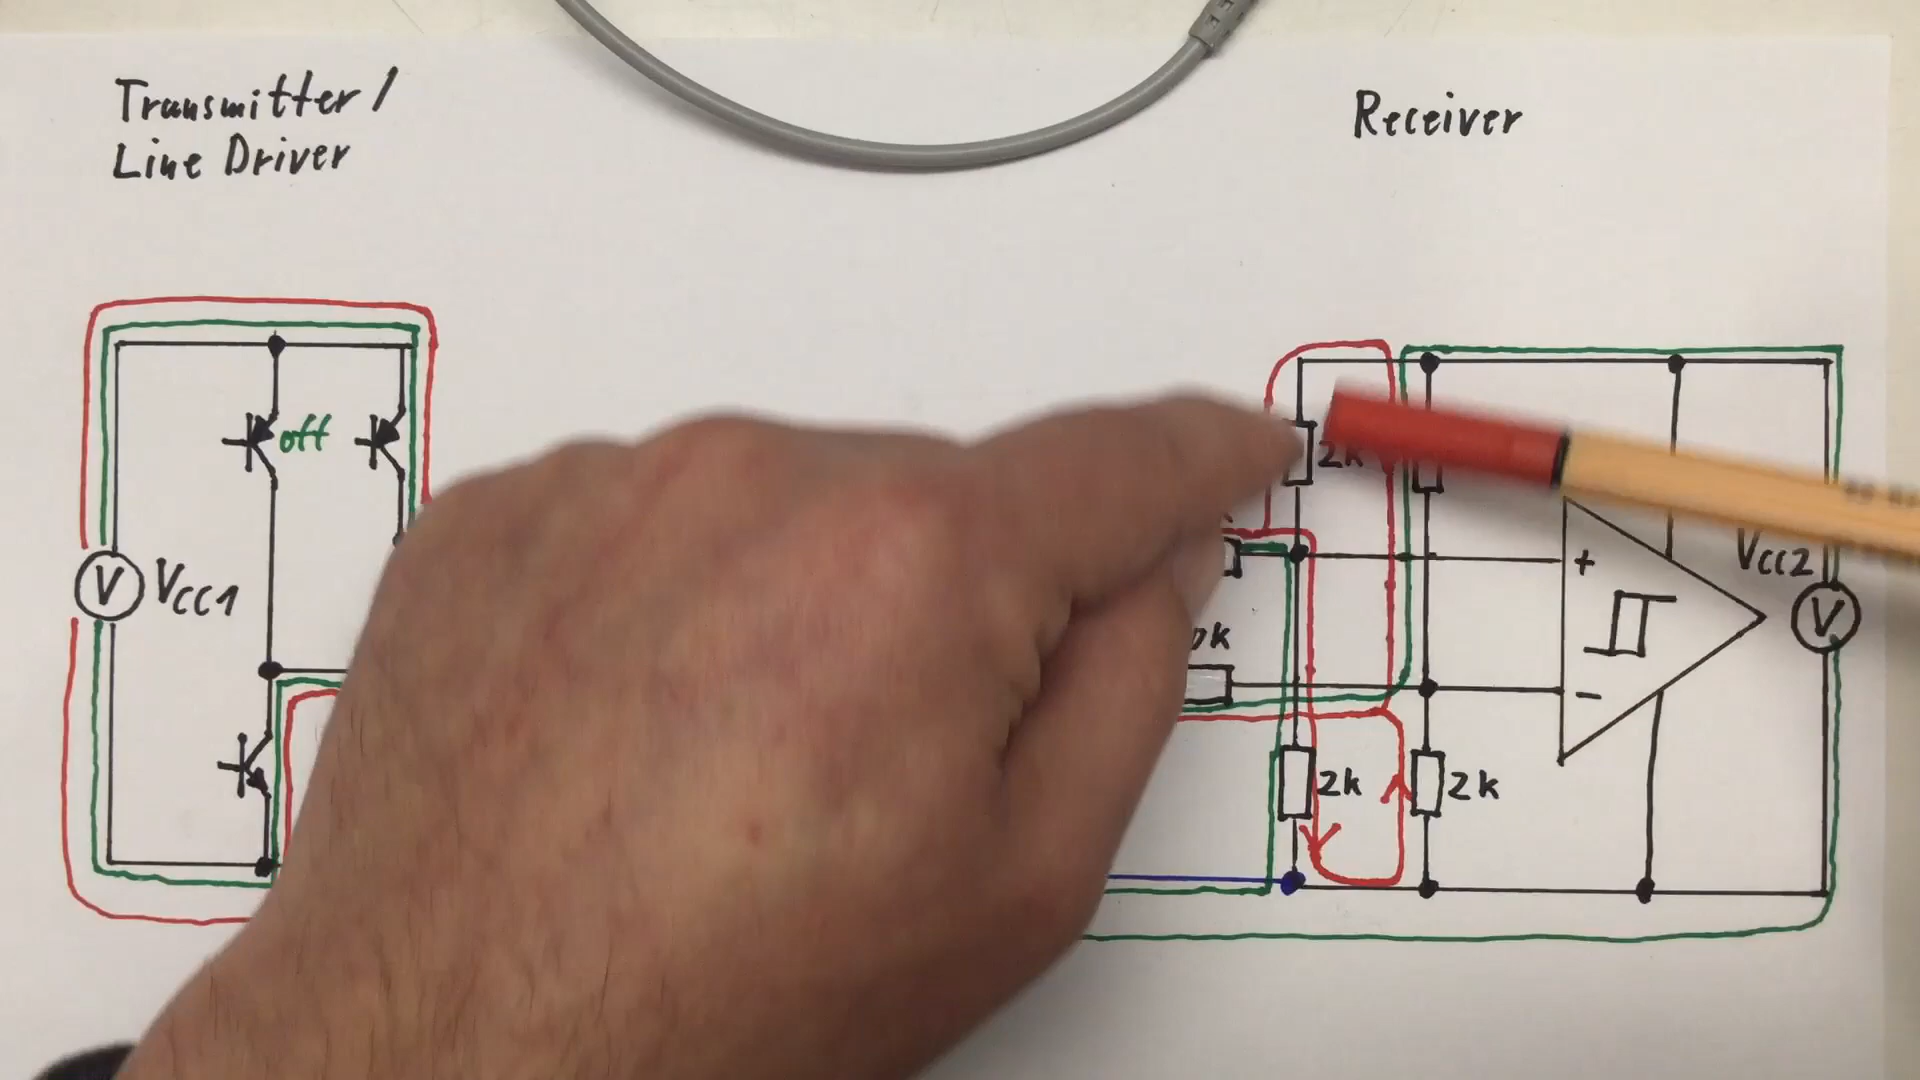 Transmitter /
Line Driver
Receiver
off
2k
V
VCC1
+
VCC2
V
-
2k
2k